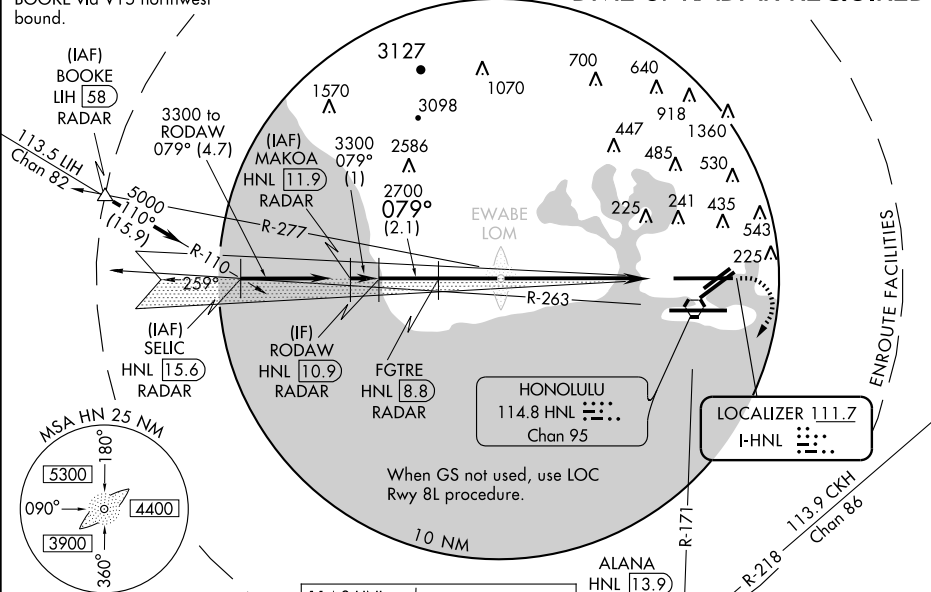 BOOKE via V15 northwest
bound.
(IAF)
BOOKE
LIH 58
RADAR
113.5 LIH
Chan 82
3300 to
RODAW
079° (4.7)
3127
1570
1070
3098
(IAF)
MAKOA
HNL 11.9
RADAR
3300
079°
(1)
2586
2700
079°
(2.1)
700
640
918
1360
447
485
530
225
241
435
543
225
EWABE
LOM
5000
110°
(15.9)
R-277
R-110
259°
R-263
(IAF)
SELIC
HNL 15.6
RADAR
(IF)
RODAW
HNL 10.9
RADAR
FGTRE
HNL 8.8
RADAR
HONOLULU
114.8 HNL
Chan 95
LOCALIZER 111.7
I-HNL
ENROUTE FACILITIES
MSA HN 25 NM
180°
5300
090°
4400
3900
360°
When GS not used, use LOC
Rwy 8L procedure.
10 NM
R-171
ALANA
HNL 13.9
113.9 CKH
Chan 86
R-218